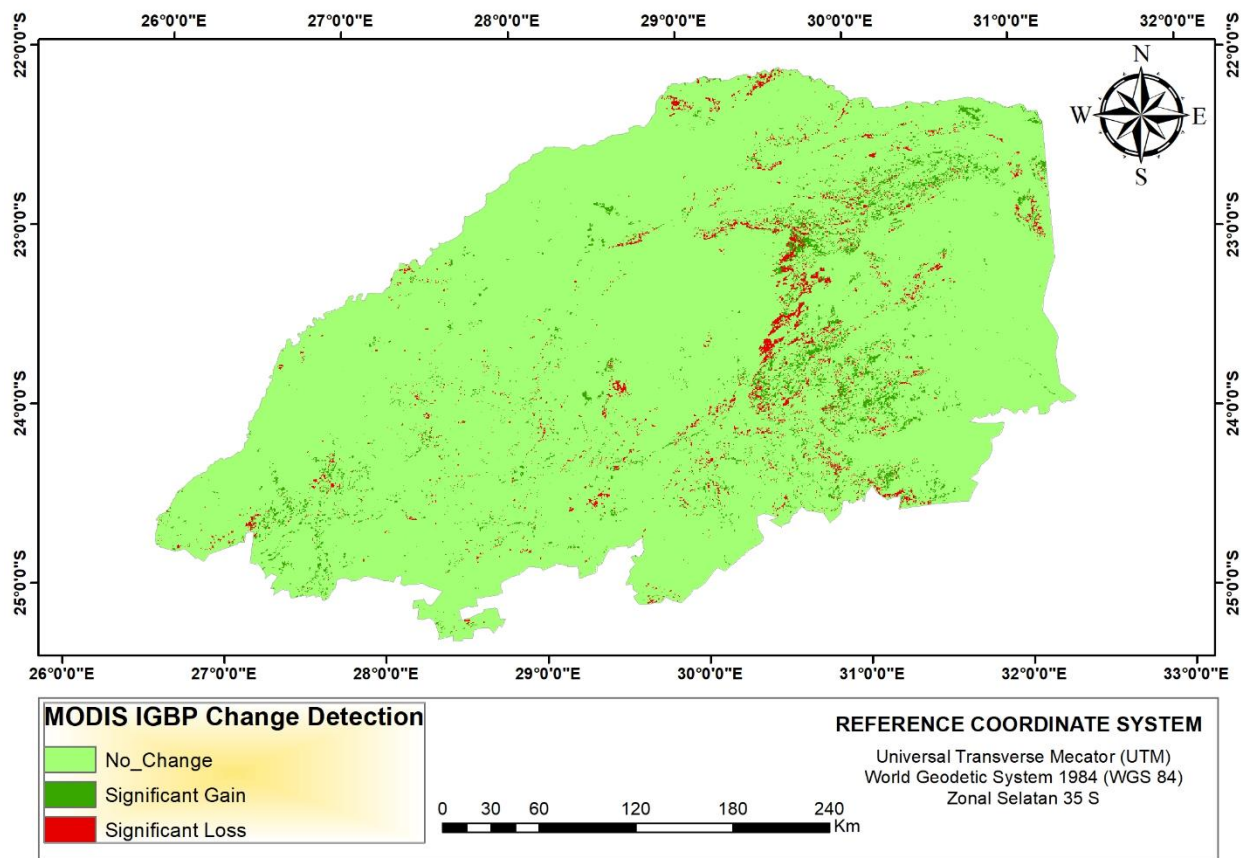 26°0'0"E 27°0'0"E 28°0'0"E 29°0'0"E 30°0'0"E 31°0'0"E 32°0'0"E
22°0'0"S 22°0'0"S
N
W E
S
23°0'0"S 23°0'0"S
24°0'0"S 24°0'0"S
25°0'0"S 25°0'0"S
26°0'0"E 27°0'0"E 28°0'0"E 29°0'0"E 30°0'0"E 31°0'0"E 32°0'0"E 33°0'0"E
MODIS IGBP Change Detection
No_Change
Significant Gain
Significant Loss
0 30 60 120 180 240
Km
REFERENCE COORDINATE SYSTEM
Universal Transverse Mecator (UTM)
World Geodetic System 1984 (WGS 84)
Zonal Selatan 35 S